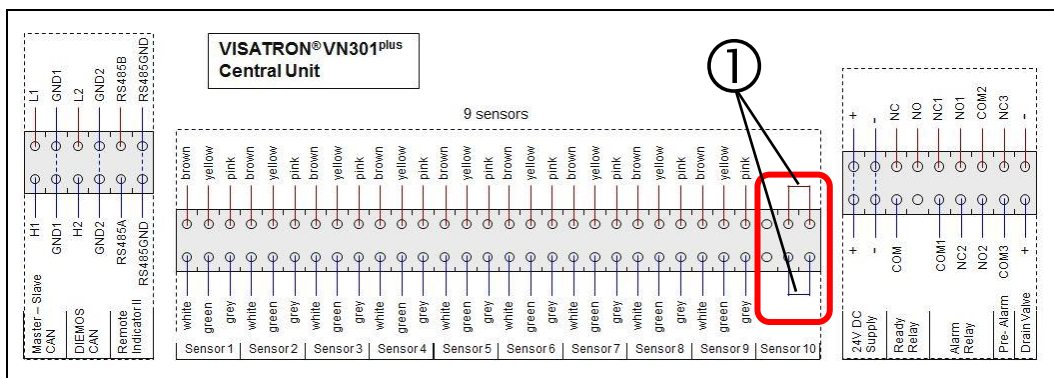 VISATRON® VN301plus
Central Unit
①
9 sensors
L1
GND1
L2
GND2
RS485B
RS485GND
H1
GND1
H2
GND2
RS485A
RS485GND
Master – Slave
CAN
DIEMOS
CAN
Remote
Indicator II
brown
yellow
pink
brown
yellow
pink
brown
yellow
pink
brown
yellow
pink
brown
yellow
pink
brown
yellow
pink
brown
yellow
pink
brown
yellow
pink
brown
yellow
pink
white
green
grey
white
green
grey
white
green
grey
white
green
grey
white
green
grey
white
green
grey
white
green
grey
white
green
grey
white
green
grey
Sensor 1
Sensor 2
Sensor 3
Sensor 4
Sensor 5
Sensor 6
Sensor 7
Sensor 8
Sensor 9
Sensor 10
+
-
NC
NO
NC1
NO1
COM2
NC3
-
+
-
COM
COM1
NC2
NO2
COM3
+
24V DC
Supply
Ready
Relay
Alarm
Relay
Pre- Alarm
Drain Valve